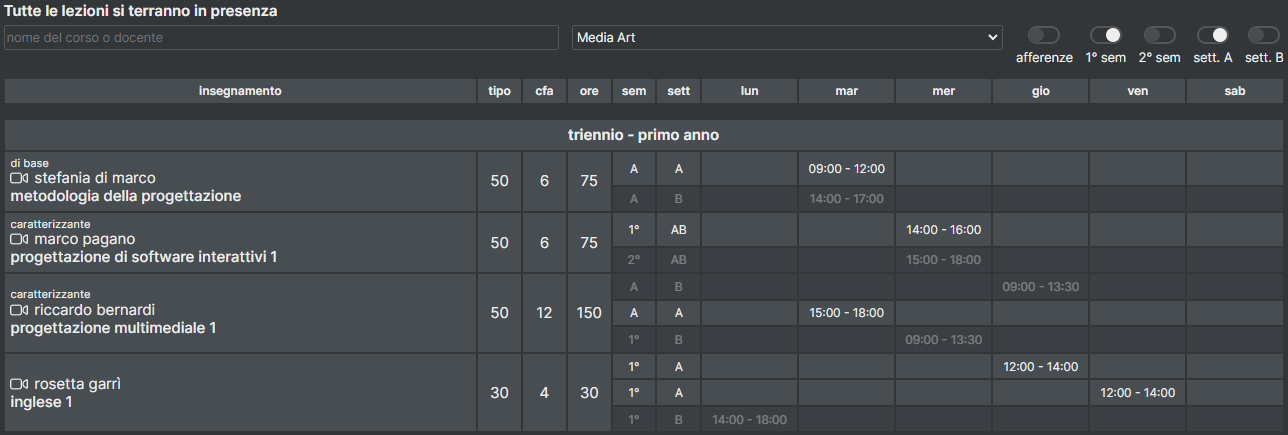 Tutte le lezioni si terranno in presenza
nome del corso o docente
Media Art
afferenze 1° sem 2° sem sett. A sett. B
insegnamento tipo cfa ore sem sett lun mar mer gio ven sab
triennio - primo anno
di base
stefania di marco
metodologia della progettazione
50 6 75
A A 09:00 - 12:00
A B 14:00 - 17:00
caratterizzante
marco pagano
progettazione di software interattivi 1
50 6 75
1° AB 14:00 - 16:00
2° AB 15:00 - 18:00
caratterizzante
riccardo bernardi
progettazione multimediale 1
50 12 150
A B 09:00 - 13:30
A A 15:00 - 18:00
1° B 09:00 - 13:30
rosetta garrì
inglese 1
30 4 30
1° A 12:00 - 14:00
1° A 12:00 - 14:00
1° B 14:00 - 18:00